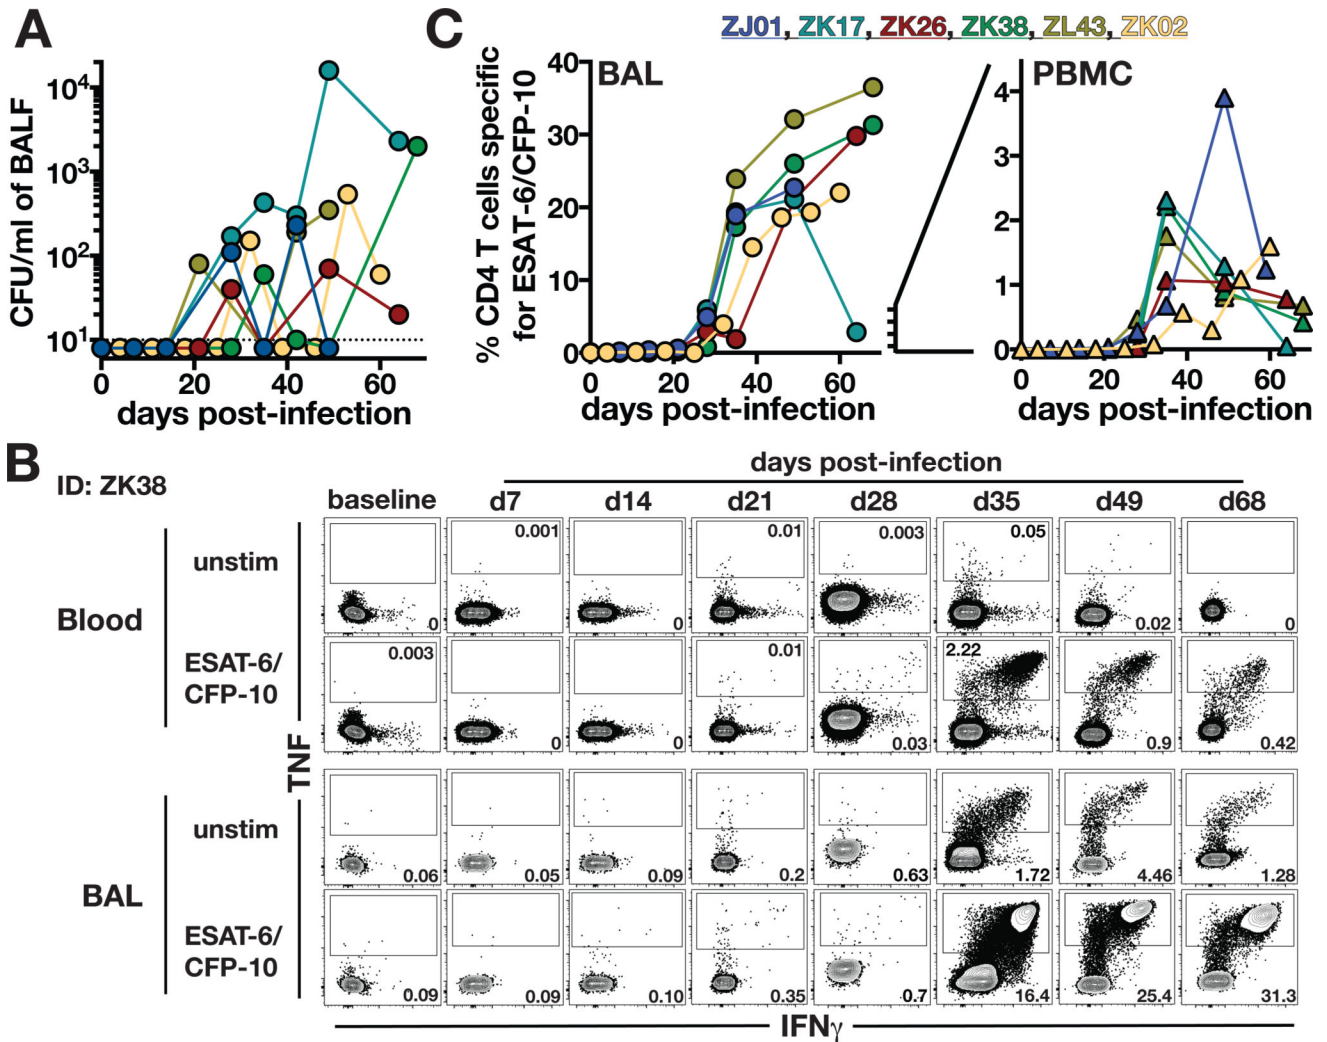 A
CFU/ml of BALF
10^4
10^3
10^2
10^1
0 20 40 60
days post-infection
C
ZJ01, ZK17, ZK26, ZK38, ZL43, ZK02
% CD4 T cells specific
for ESAT-6/CFP-10
BAL
40
30
20
10
0
0 20 40 60
days post-infection
PBMC
4
3
2
1
0
0 20 40 60
days post-infection
B
ID: ZK38
days post-infection
baseline d7 d14 d21 d28 d35 d49 d68
Blood
unstim
0 0.001 0 0.01 0.003 0.05 0.02 0
ESAT-6/
CFP-10
0.003 0 0 0.01 0.03 2.22 0.9 0.42
TNF
BAL
unstim
0.06 0.05 0.09 0.2 0.63 1.72 4.46 1.28
ESAT-6/
CFP-10
0.09 0.09 0.10 0.35 0.7 16.4 25.4 31.3
IFNγ